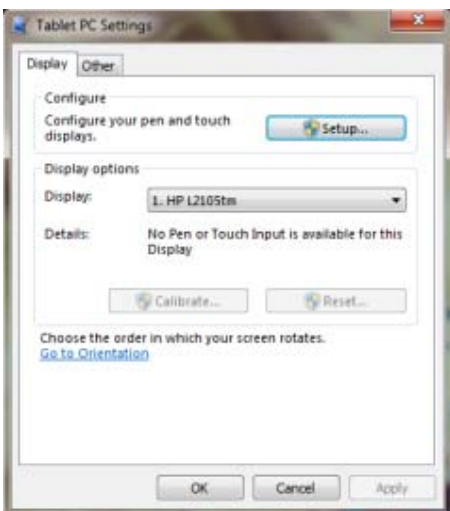 Tablet PC Settings
Display Other
Configure
Configure your pen and touch
displays.
Setup...
Display options
Display:
1. HP L2105tm
Details:
No Pen or Touch Input is available for this
Display
Calibrate...
Reset...
Choose the order in which your screen rotates.
Go to Orientation
OK Cancel Apply